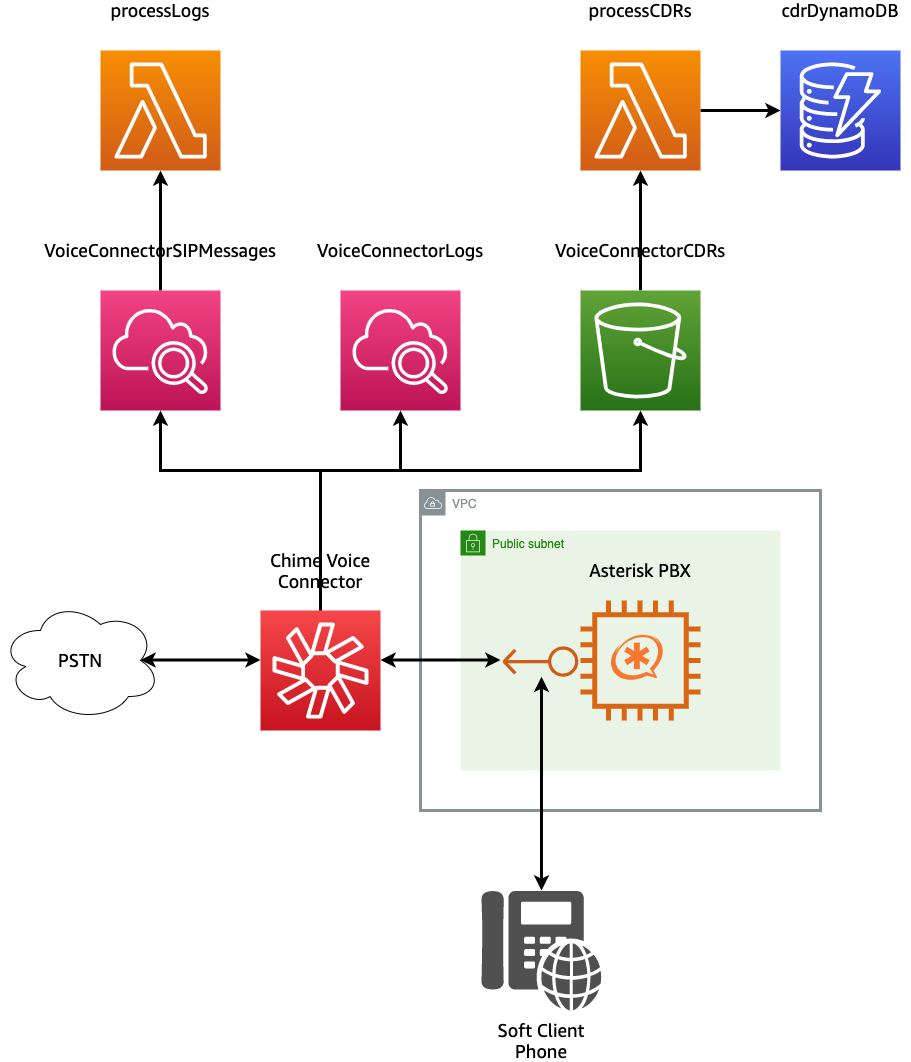 processLogs
processCDRs
cdrDynamoDB
VoiceConnectorSIPMessages
VoiceConnectorLogs
VoiceConnectorCDRs
VPC
Public subnet
Chime Voice
Connector
Asterisk PBX
PSTN
Soft Client
Phone